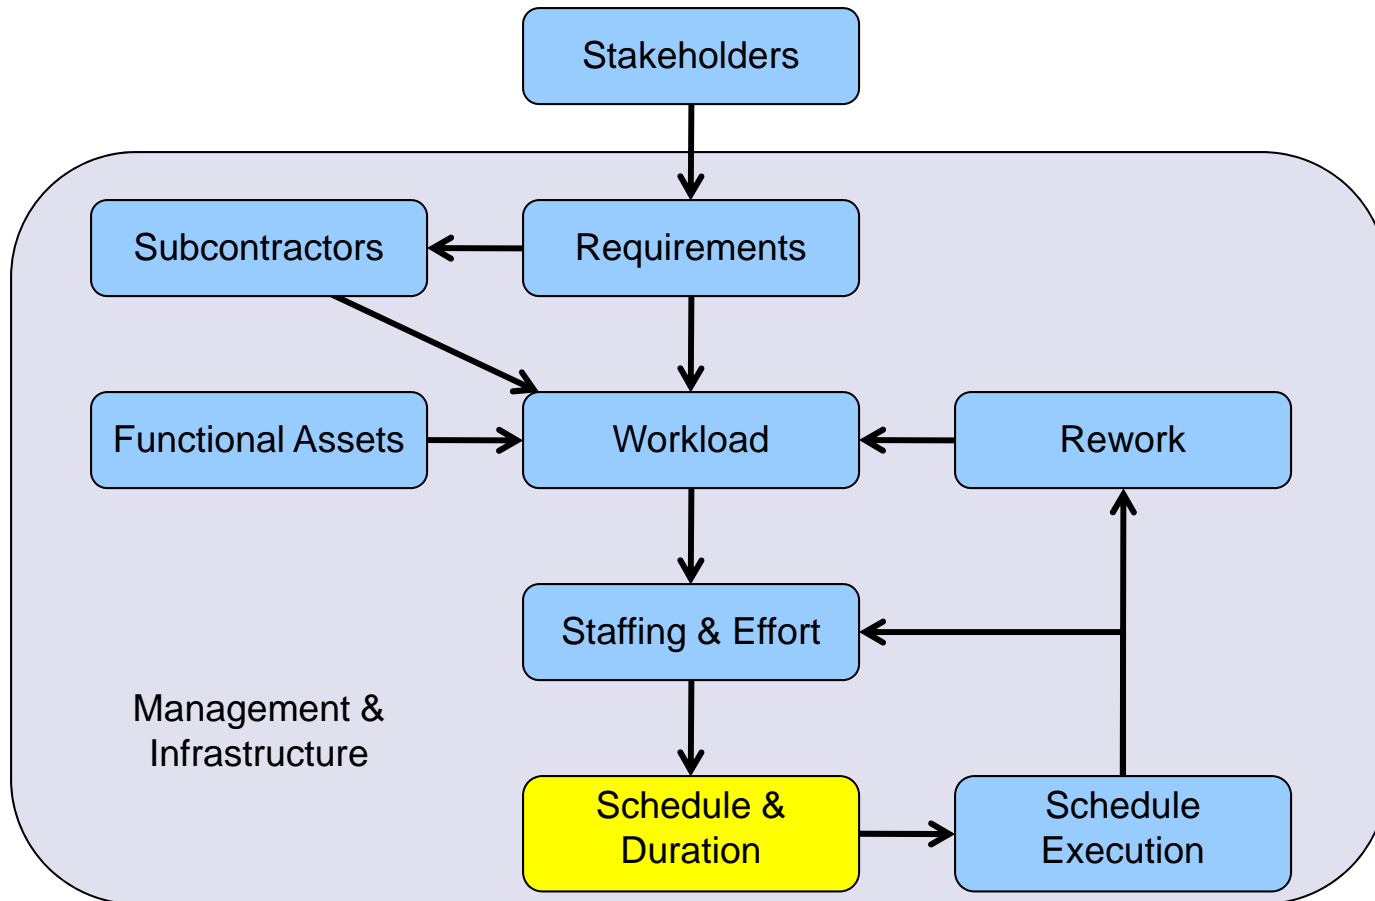 Stakeholders
Subcontractors
Requirements
Functional Assets
Workload
Rework
Staffing & Effort
Management &
Infrastructure
Schedule &
Duration
Schedule
Execution